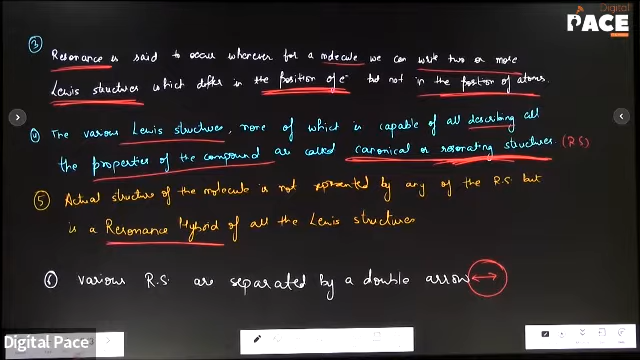 Digital
PACE
③ Resonance is said to occur wherever for a molecule we can write two or more
Lewis structures which differ in the position of e⁻ but not in the position of atoms.
④ The various Lewis structures, none of which is capable of all describing all
the properties of the compound are called canonical or resonating structures. (R.S)
⑤ Actual structure of the molecule is not represented by any of the R.S. but
is a Resonance Hybrid of all the Lewis structures
⑥ various R.S. are separated by a double arrow ↔
Digital Pace